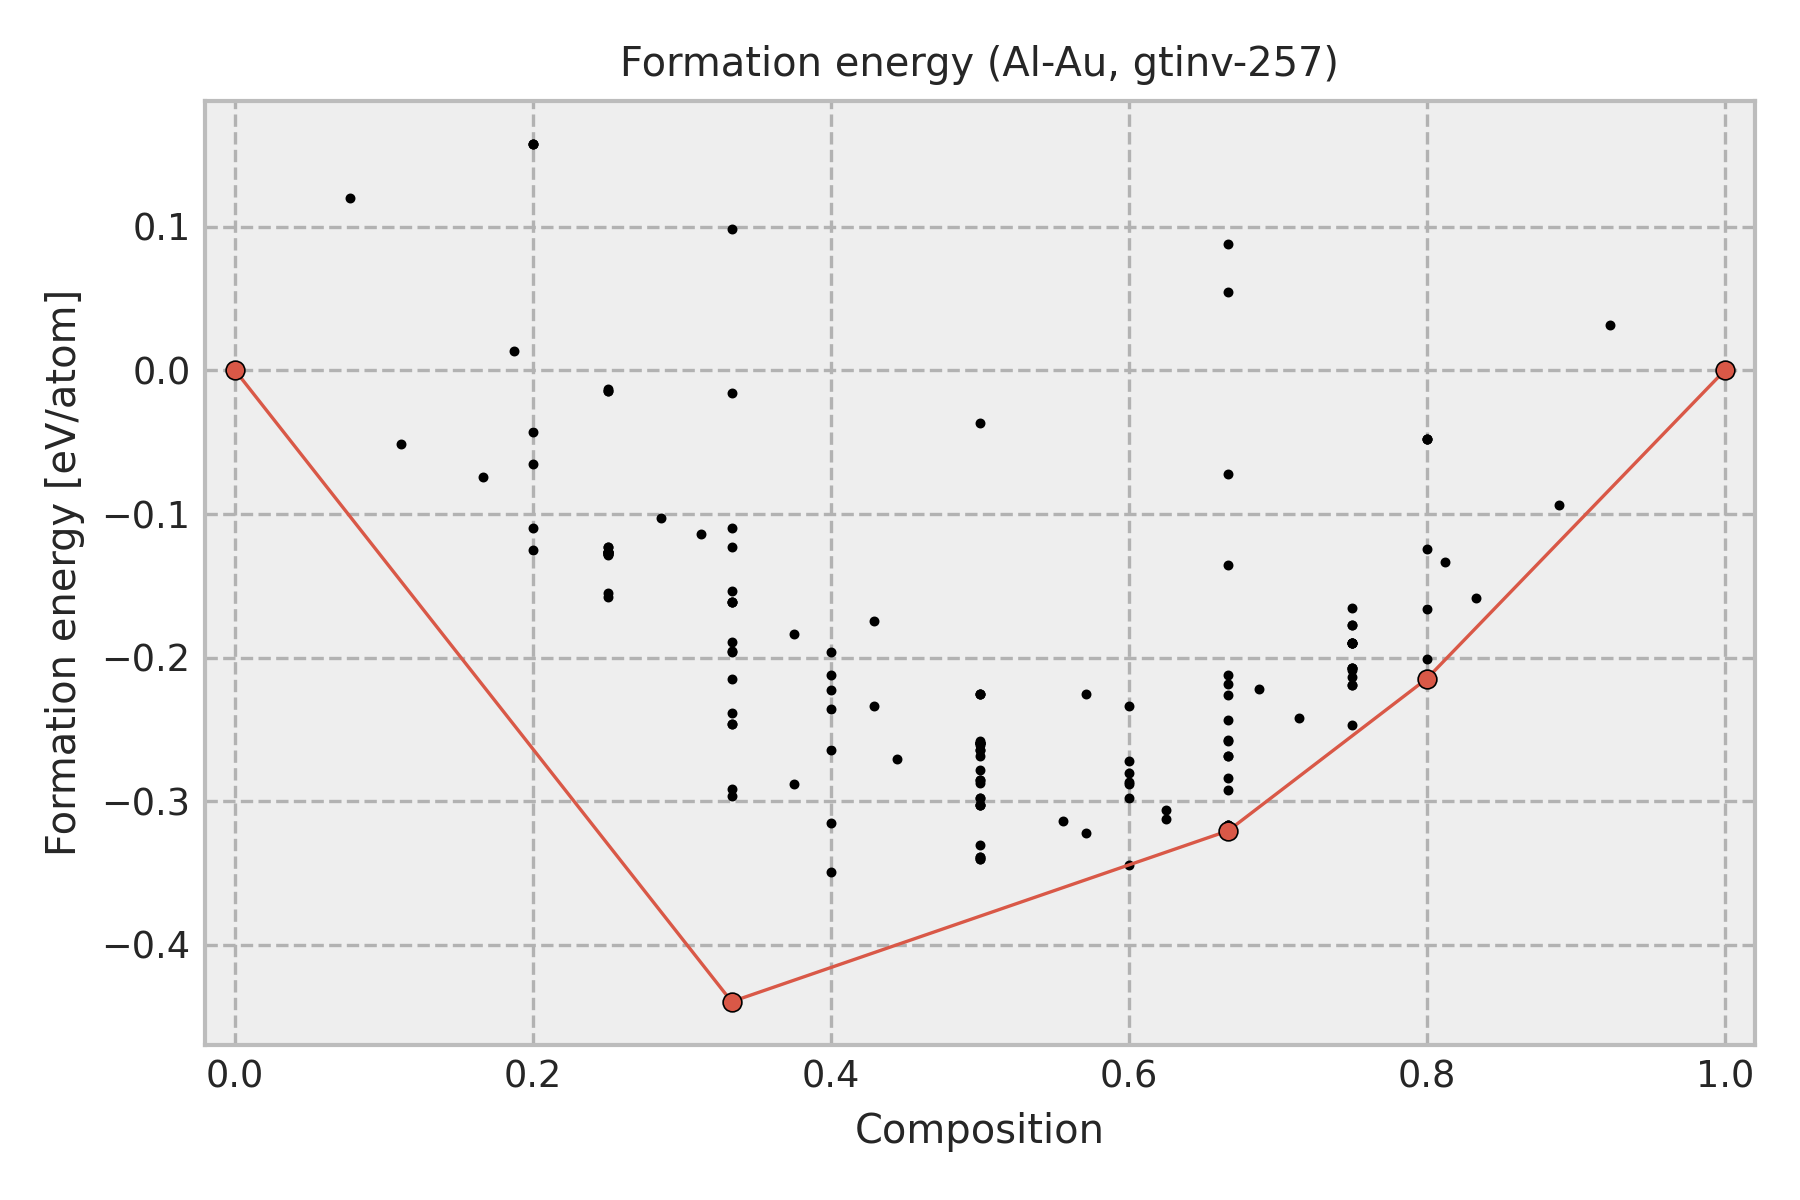 Formation energy (Al-Au, gtinv-257)
Formation energy [eV/atom]
0.1
0.0
−0.1
−0.2
−0.3
−0.4
0.0 0.2 0.4 0.6 0.8 1.0
Composition